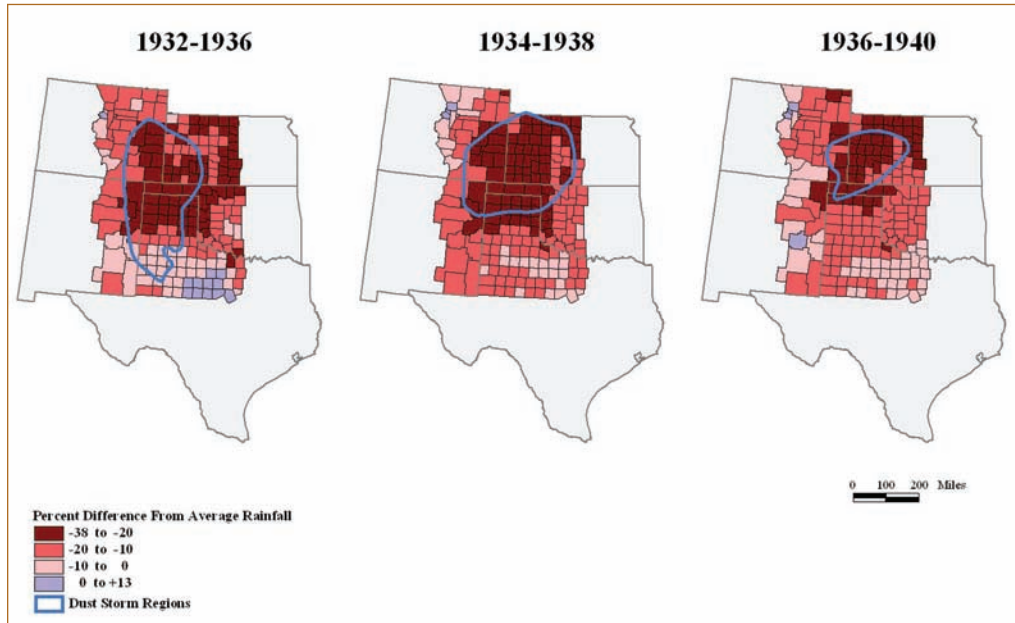 1932-1936
1934-1938
1936-1940
0 100 200 Miles
Percent Difference From Average Rainfall
-38 to -20
-20 to -10
-10 to 0
0 to +13
Dust Storm Regions